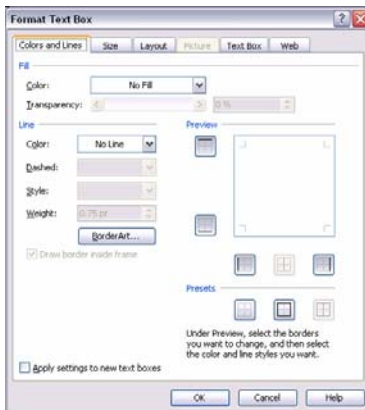 Format Text Box
Colors and Lines Size Layout Picture Text Box Web
Fill
Color: No Fill
Transparency: 0 %
Line Preview
Color: No Line
Dashed:
Style:
Weight: 0.75 pt
BorderArt...
Draw border inside frame
Presets
Under Preview, select the borders
you want to change, and then select
the color and line styles you want.
Apply settings to new text boxes
OK Cancel Help